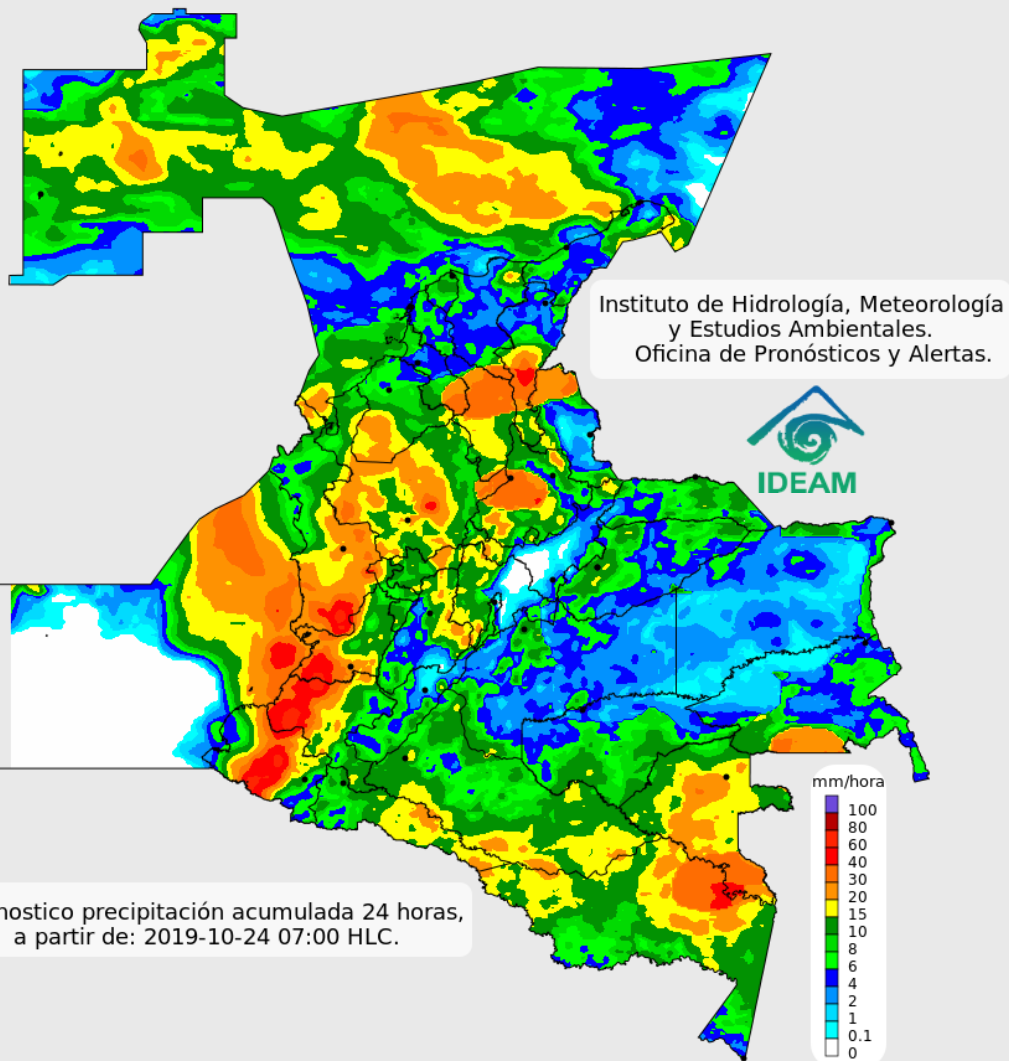 Instituto de Hidrología, Meteorología
y Estudios Ambientales.
Oficina de Pronósticos y Alertas.
IDEAM
mm/hora
100
80
60
40
30
20
15
10
8
6
4
2
1
0.1
0
nostico precipitación acumulada 24 horas,
a partir de: 2019-10-24 07:00 HLC.